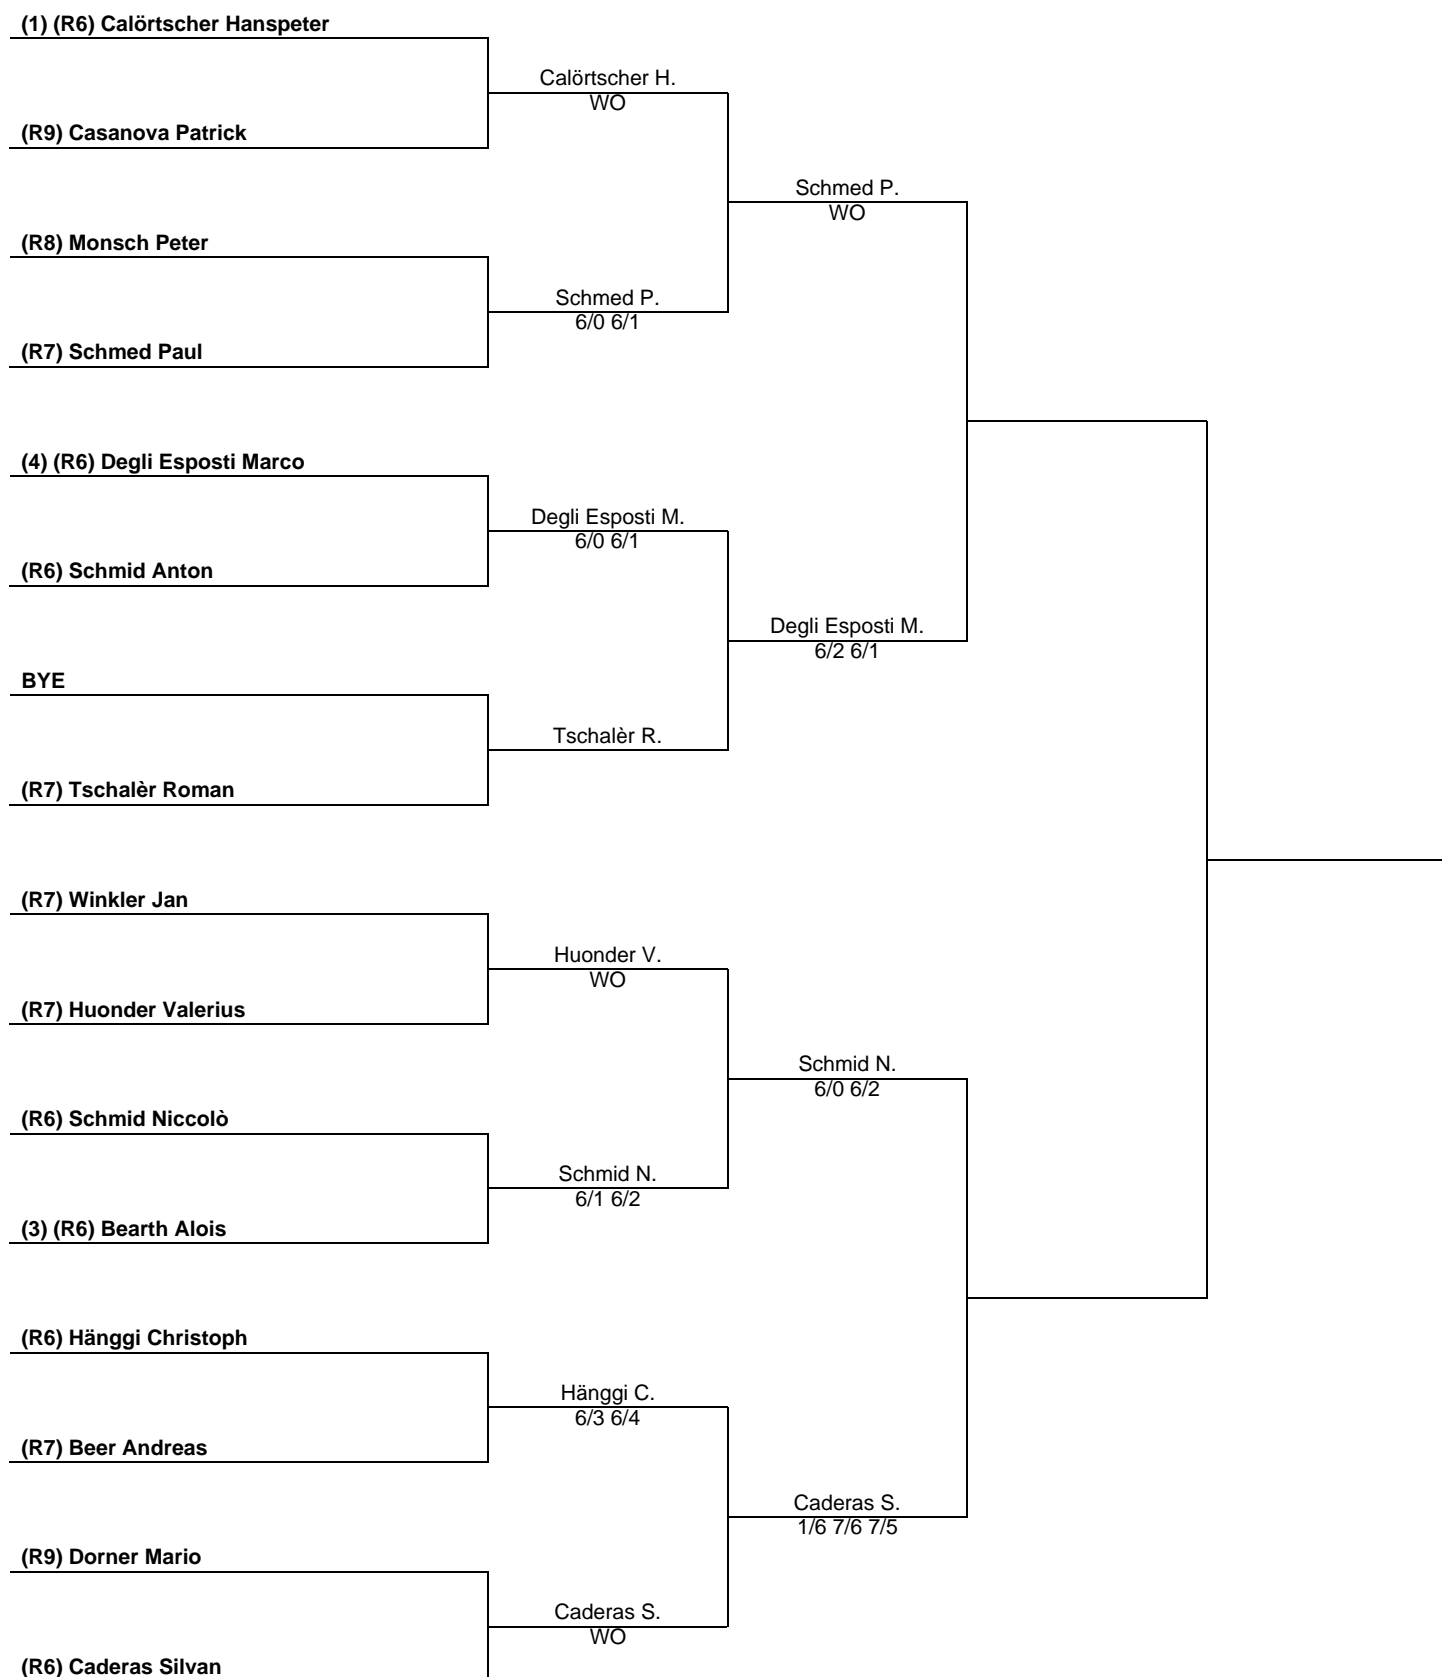 (1) (R6) Calörtscher Hanspeter
Calörtscher H.
WO
(R9) Casanova Patrick
Schmed P.
WO
(R8) Monsch Peter
Schmed P.
6/0 6/1
(R7) Schmed Paul
(4) (R6) Degli Esposti Marco
Degli Esposti M.
6/0 6/1
(R6) Schmid Anton
Degli Esposti M.
6/2 6/1
BYE
Tschalèr R.
(R7) Tschalèr Roman
(R7) Winkler Jan
Huonder V.
WO
(R7) Huonder Valerius
Schmid N.
6/0 6/2
(R6) Schmid Niccolò
Schmid N.
6/1 6/2
(3) (R6) Bearth Alois
(R6) Hänggi Christoph
Hänggi C.
6/3 6/4
(R7) Beer Andreas
Caderas S.
1/6 7/6 7/5
(R9) Dorner Mario
Caderas S.
WO
(R6) Caderas Silvan